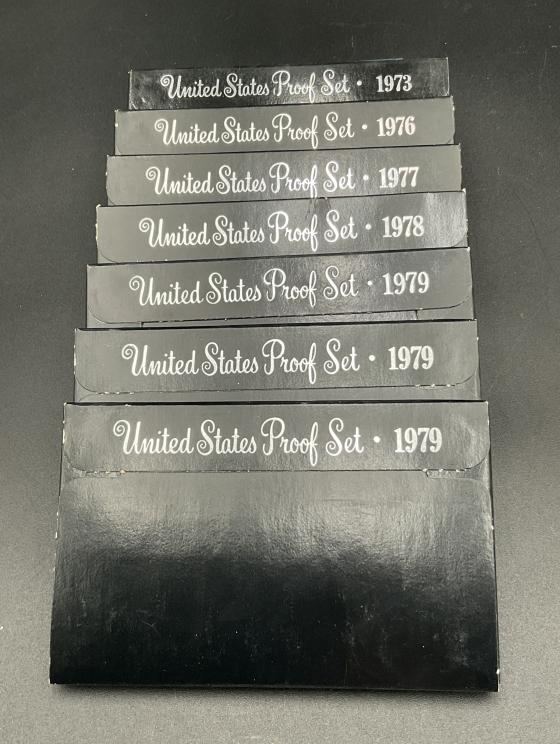 United States Proof Set • 1973
United States Proof Set • 1976
United States Proof Set • 1977
United States Proof Set • 1978
United States Proof Set • 1979
United States Proof Set • 1979
United States Proof Set • 1979